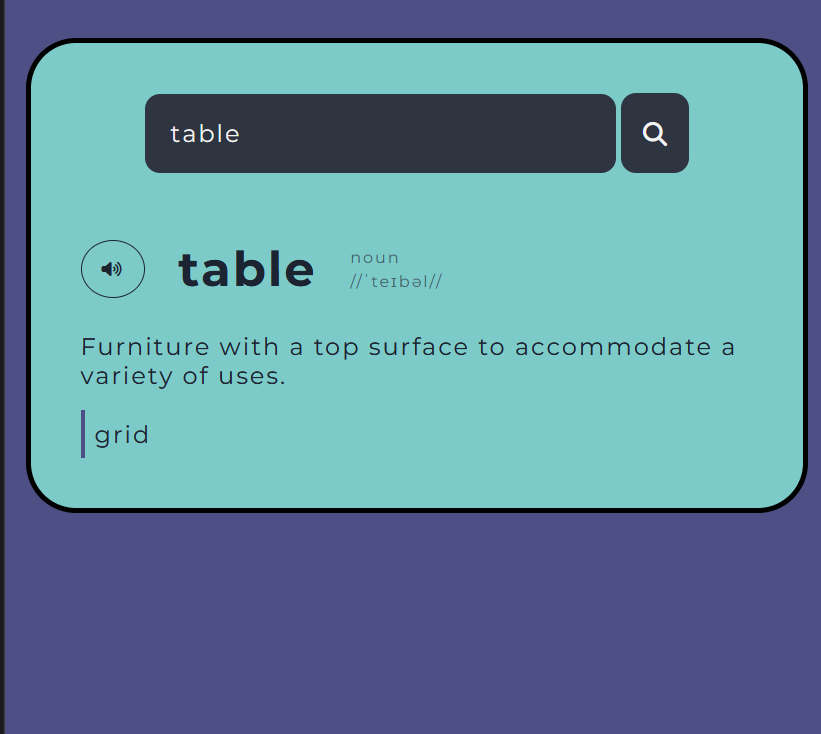 table
table
noun
//ˈteɪbəl//
Furniture with a top surface to accommodate a
variety of uses.
grid